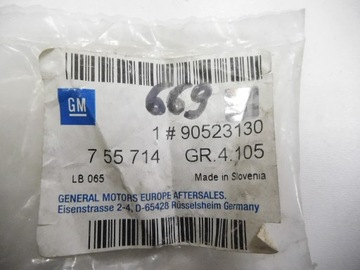 GM
669
1 # 90523130
7 55 714 GR.4.105
LB 065 Made in Slovenia
GENERAL MOTORS EUROPE AFTERSALES,
Eisenstrasse 2-4, D-65428 Rüsselsheim Germany